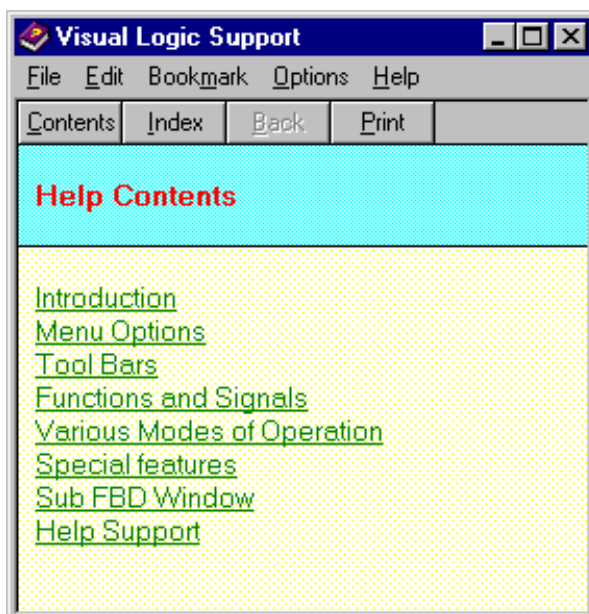 Visual Logic Support
File Edit Bookmark Options Help
Contents Index Back Print
Help Contents
Introduction
Menu Options
Tool Bars
Functions and Signals
Various Modes of Operation
Special features
Sub FBD Window
Help Support